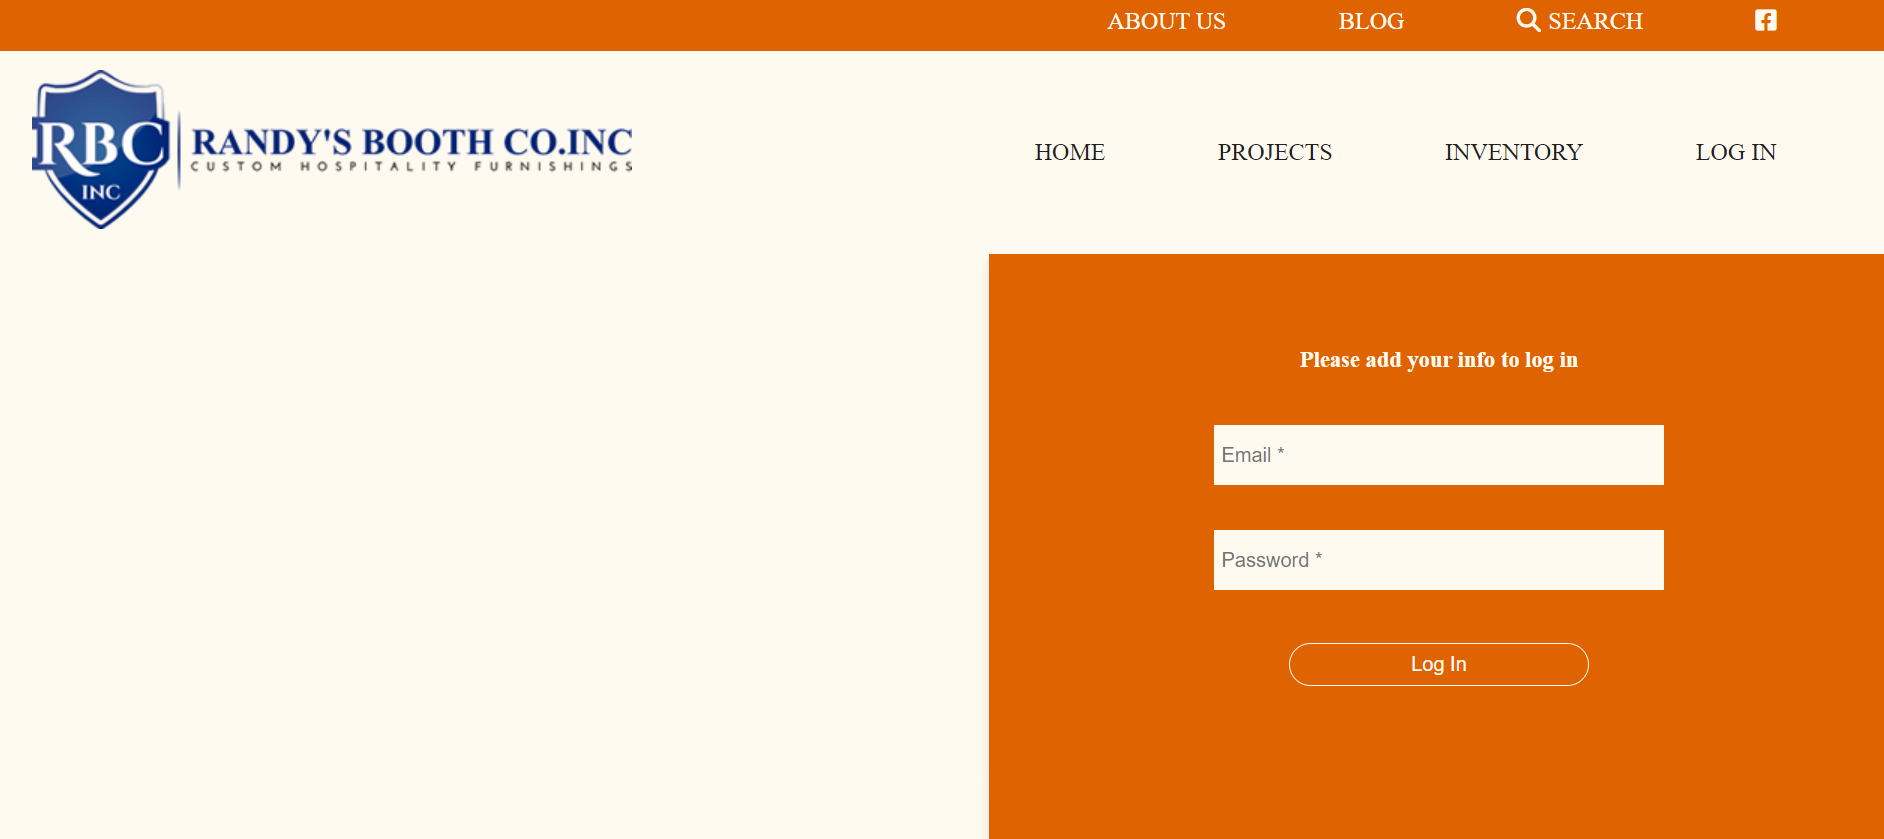 ABOUT US
BLOG
SEARCH
RBC
INC
RANDY'S BOOTH CO.INC
CUSTOM HOSPITALITY FURNISHINGS
HOME
PROJECTS
INVENTORY
LOG IN
Please add your info to log in
Email *
Password *
Log In